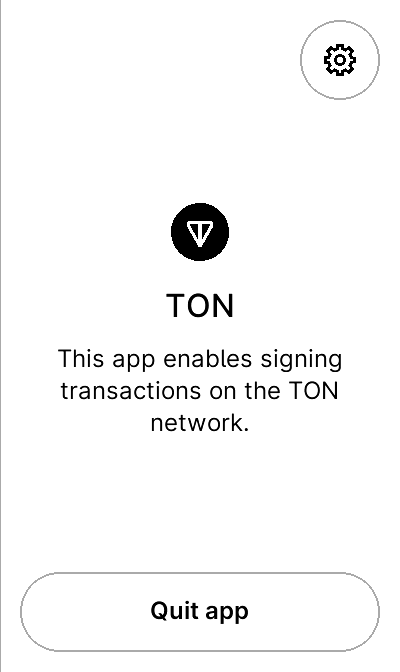 TON
This app enables signing
transactions on the TON
network.
Quit app